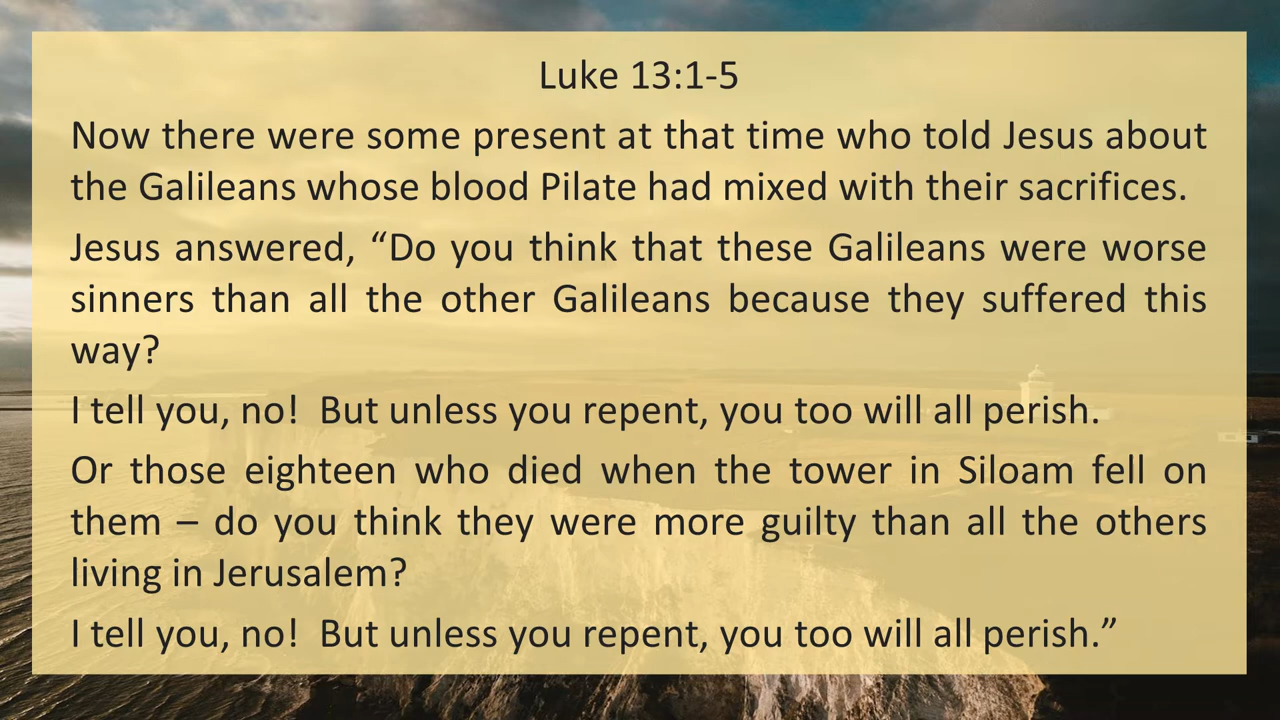 Luke 13:1-5
Now there were some present at that time who told Jesus about
the Galileans whose blood Pilate had mixed with their sacrifices.
Jesus answered, “Do you think that these Galileans were worse
sinners than all the other Galileans because they suffered this
way?
I tell you, no!  But unless you repent, you too will all perish.
Or those eighteen who died when the tower in Siloam fell on
them – do you think they were more guilty than all the others
living in Jerusalem?
I tell you, no!  But unless you repent, you too will all perish.”